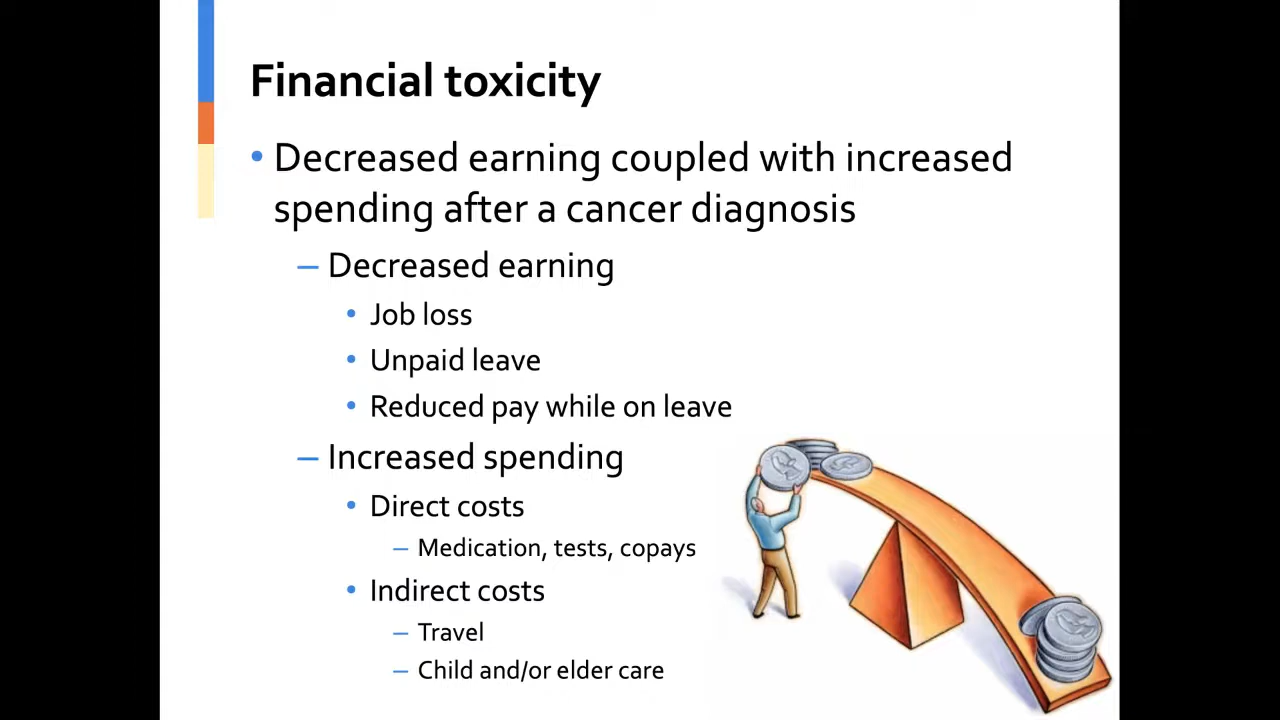 Financial toxicity
• Decreased earning coupled with increased
spending after a cancer diagnosis
– Decreased earning
• Job loss
• Unpaid leave
• Reduced pay while on leave
– Increased spending
• Direct costs
– Medication, tests, copays
• Indirect costs
– Travel
– Child and/or elder care